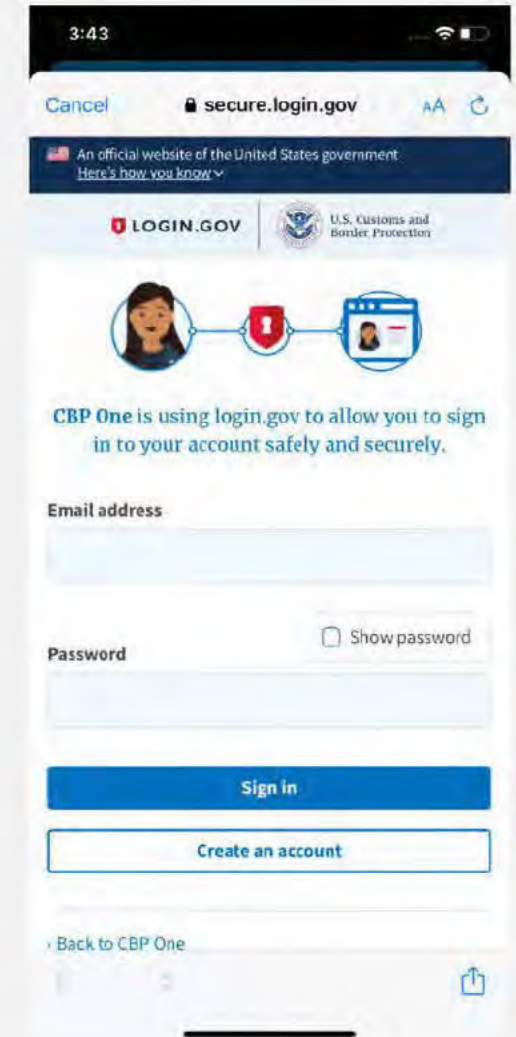 3:43
Cancel secure.login.gov AA
An official website of the United States government
Here's how you know
LOGIN.GOV U.S. Customs and
Border Protection
CBP One is using login.gov to allow you to sign
in to your account safely and securely.
Email address
Show password
Password
Sign in
Create an account
‹ Back to CBP One